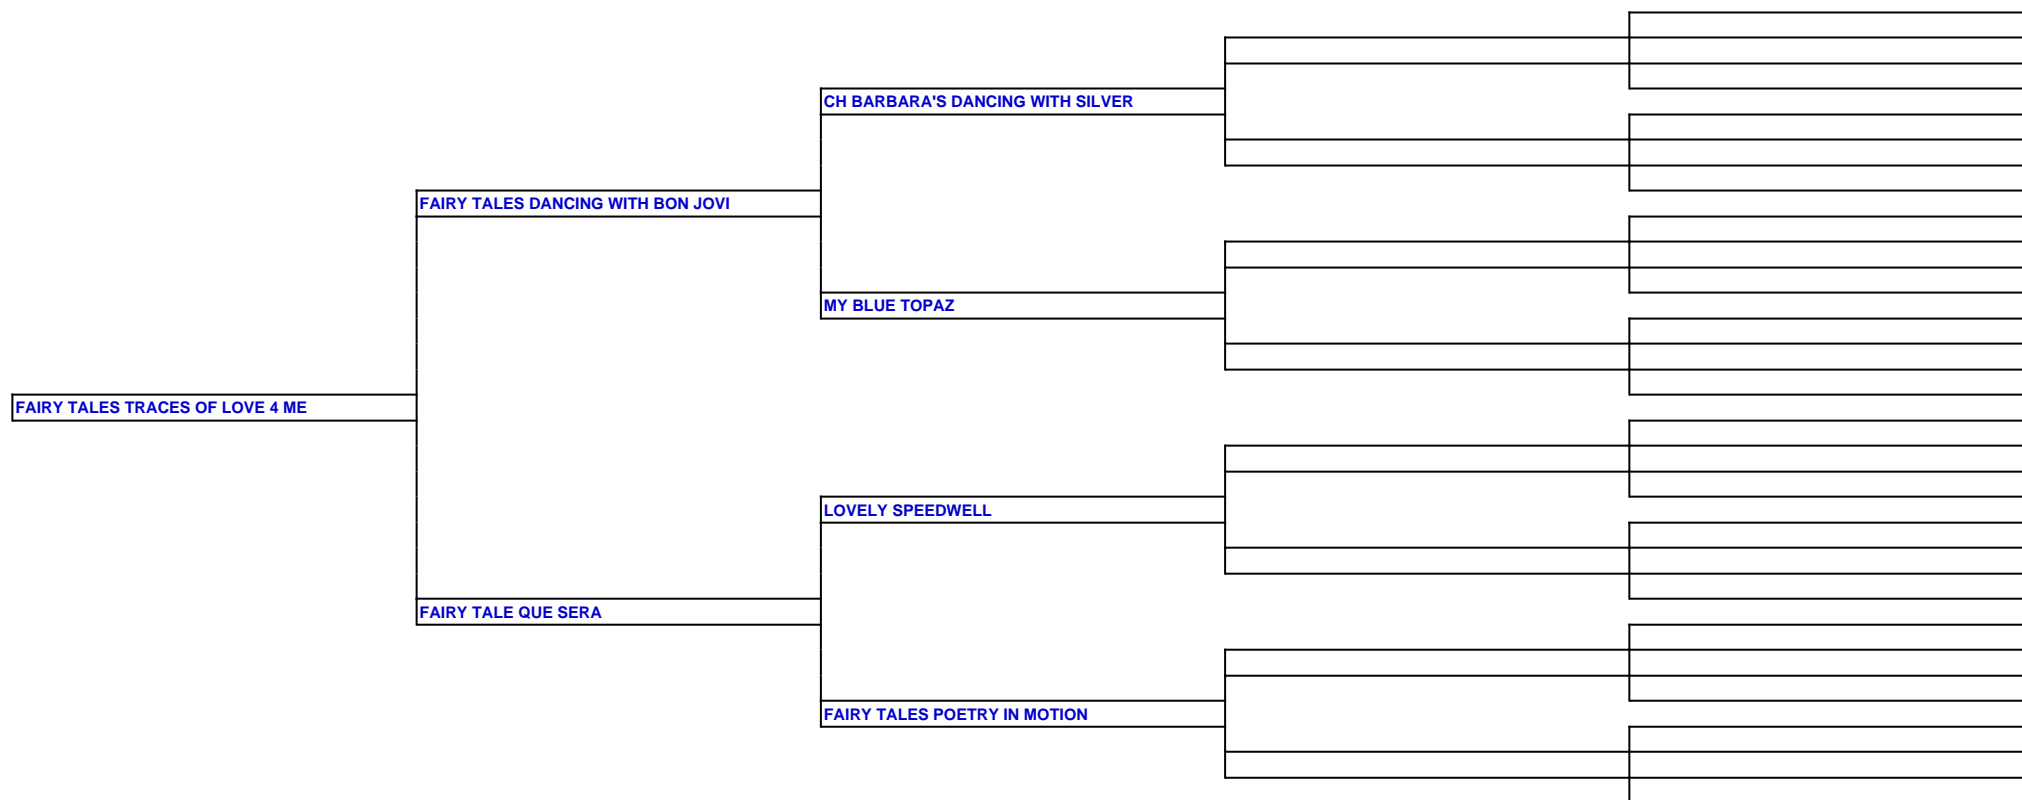 CH BARBARA'S DANCING WITH SILVER
FAIRY TALES DANCING WITH BON JOVI
MY BLUE TOPAZ
FAIRY TALES TRACES OF LOVE 4 ME
LOVELY SPEEDWELL
FAIRY TALE QUE SERA
FAIRY TALES POETRY IN MOTION